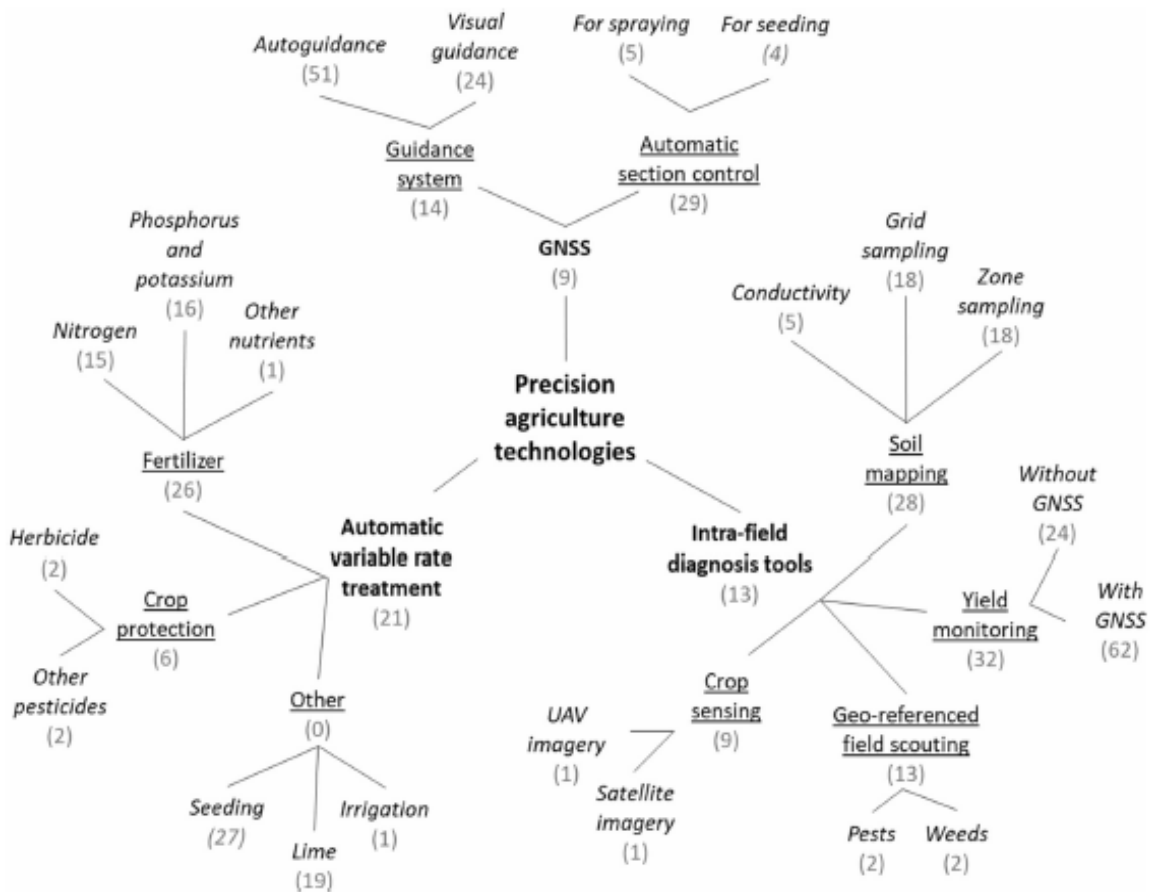 Autoguidance
(51)
Visual
guidance
(24)
For spraying
(5)
For seeding
(4)
Guidance
system
(14)
Automatic
section control
(29)
GNSS
(9)
Phosphorus
and
potassium
(16)
Nitrogen
(15)
Other
nutrients
(1)
Fertilizer
(26)
Grid
sampling
(18)
Conductivity
(5)
Zone
sampling
(18)
Soil
mapping
(28)
Precision
agriculture
technologies
Automatic
variable rate
treatment
(21)
Intra-field
diagnosis tools
(13)
Without
GNSS
(24)
With
GNSS
(62)
Yield
monitoring
(32)
Herbicide
(2)
Crop
protection
(6)
Other
pesticides
(2)
Other
(0)
Seeding
(27)
Lime
(19)
Irrigation
(1)
Crop
sensing
(9)
UAV
imagery
(1)
Satellite
imagery
(1)
Geo-referenced
field scouting
(13)
Pests
(2)
Weeds
(2)